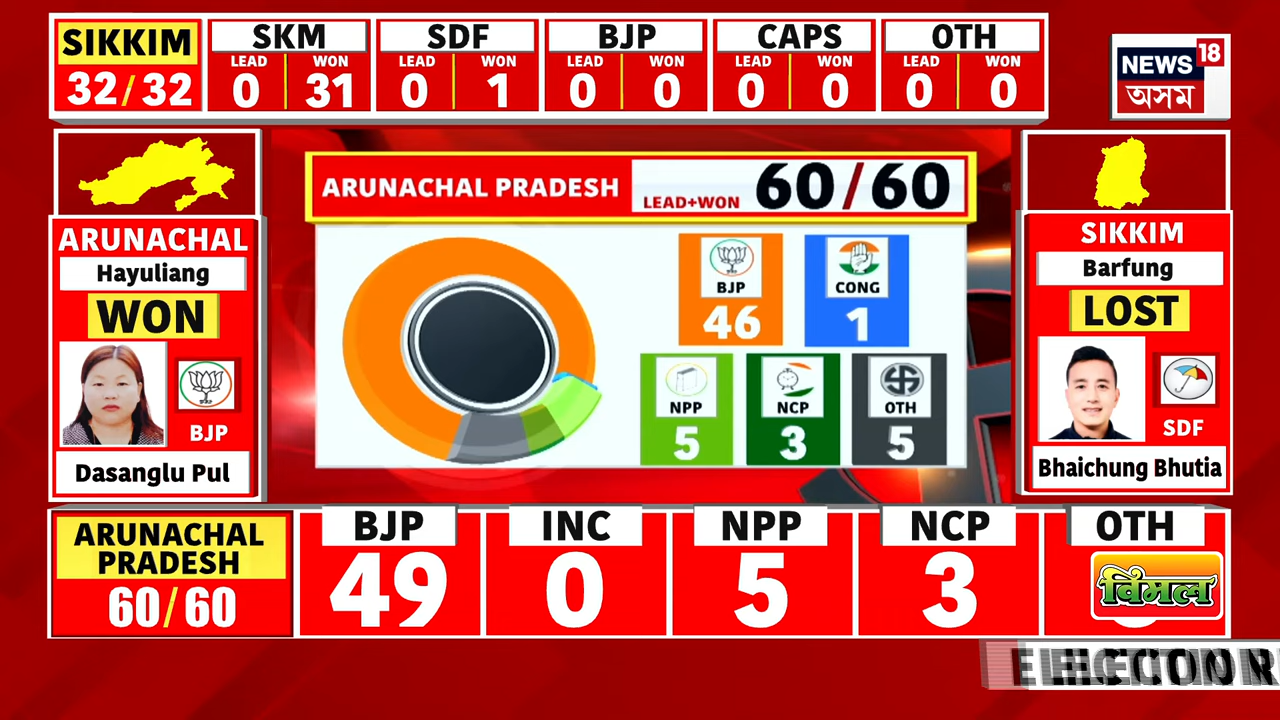 SIKKIM
32/32
SKM
LEAD WON
0 31
SDF
LEAD WON
0 1
BJP
LEAD WON
0 0
CAPS
LEAD WON
0 0
OTH
LEAD WON
0 0
NEWS 18
অসম
ARUNACHAL
Hayuliang
WON
BJP
Dasanglu Pul
ARUNACHAL PRADESH
LEAD+WON 60/60
BJP
46
CONG
1
NPP
5
NCP
3
OTH
5
SIKKIM
Barfung
LOST
SDF
Bhaichung Bhutia
ARUNACHAL
PRADESH
60/60
BJP
49
INC
0
NPP
5
NCP
3
OTH
विमल